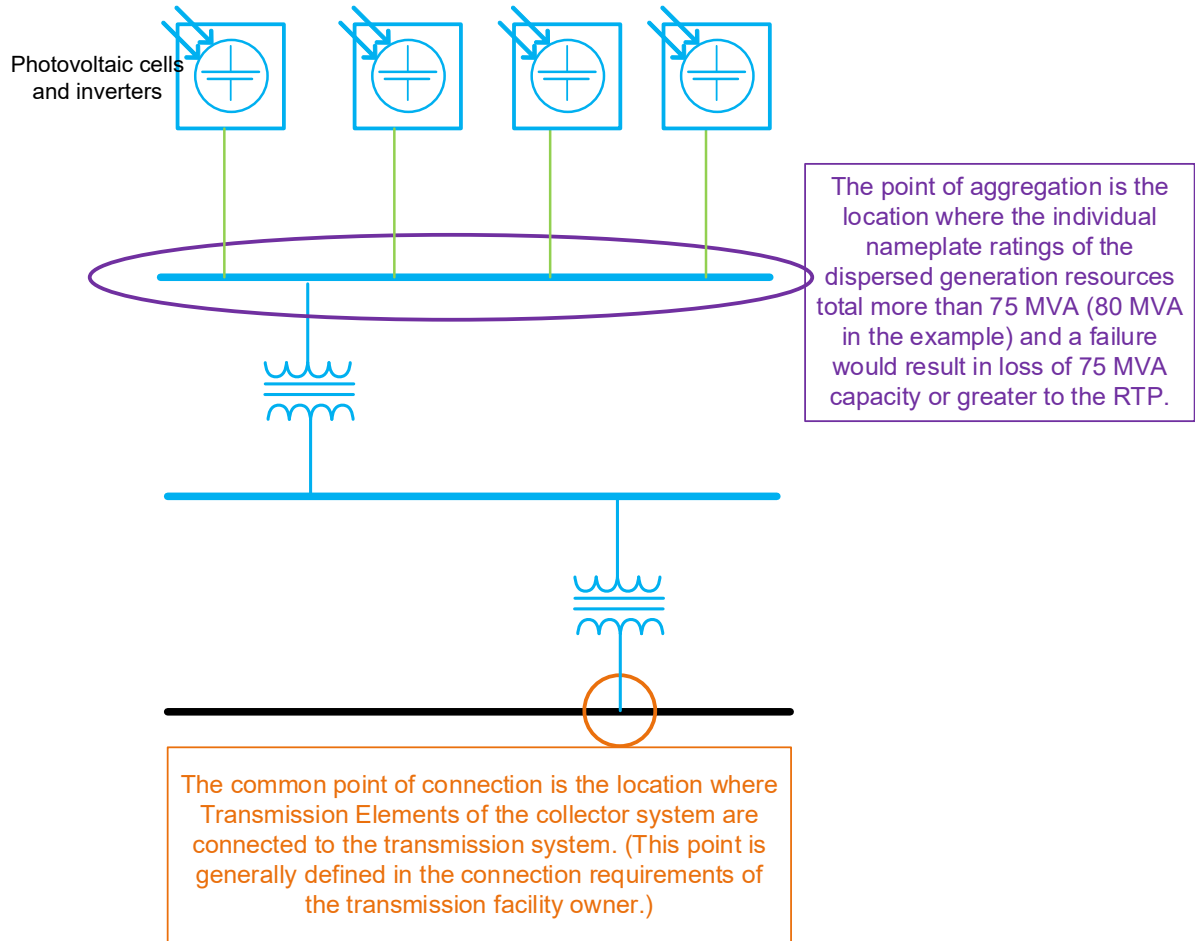 Photovoltaic cells
and inverters
The point of aggregation is the
location where the individual
nameplate ratings of the
dispersed generation resources
total more than 75 MVA (80 MVA
in the example) and a failure
would result in loss of 75 MVA
capacity or greater to the RTP.
The common point of connection is the location where
Transmission Elements of the collector system are
connected to the transmission system. (This point is
generally defined in the connection requirements of
the transmission facility owner.)